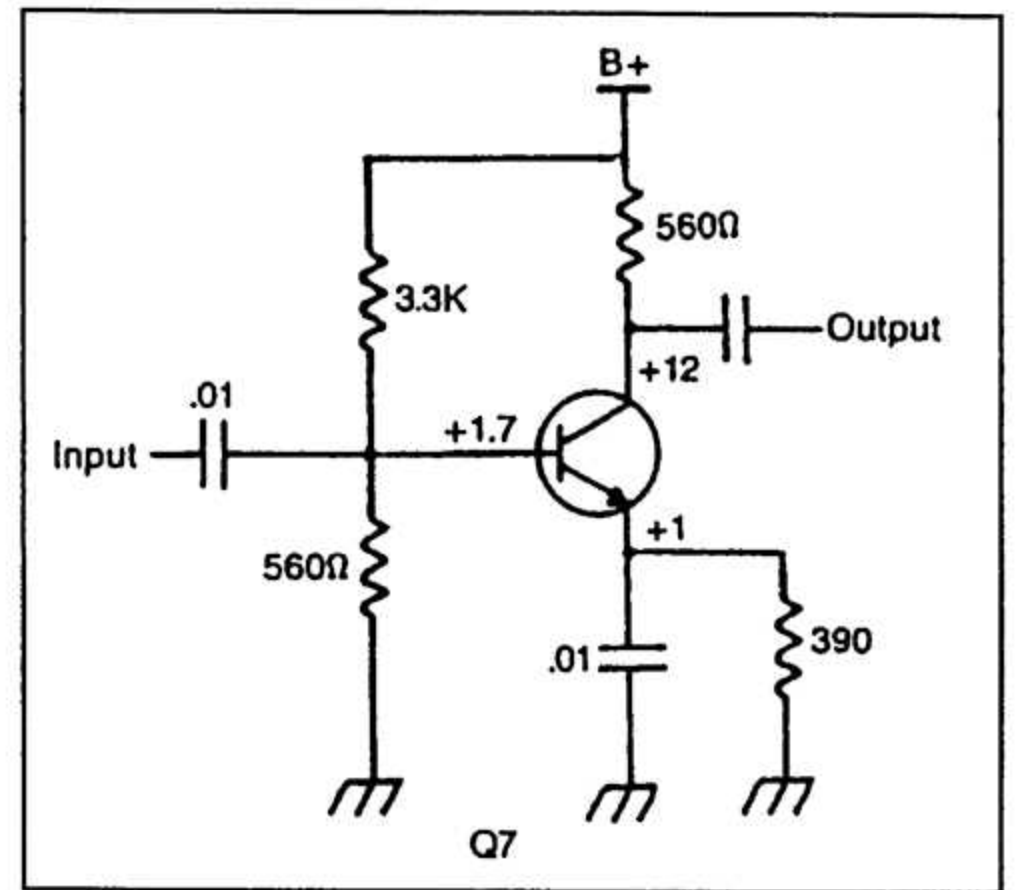 B+
560Ω
3.3K
Output
+12
.01
+1.7
Input
+1
560Ω
390
.01
Q7